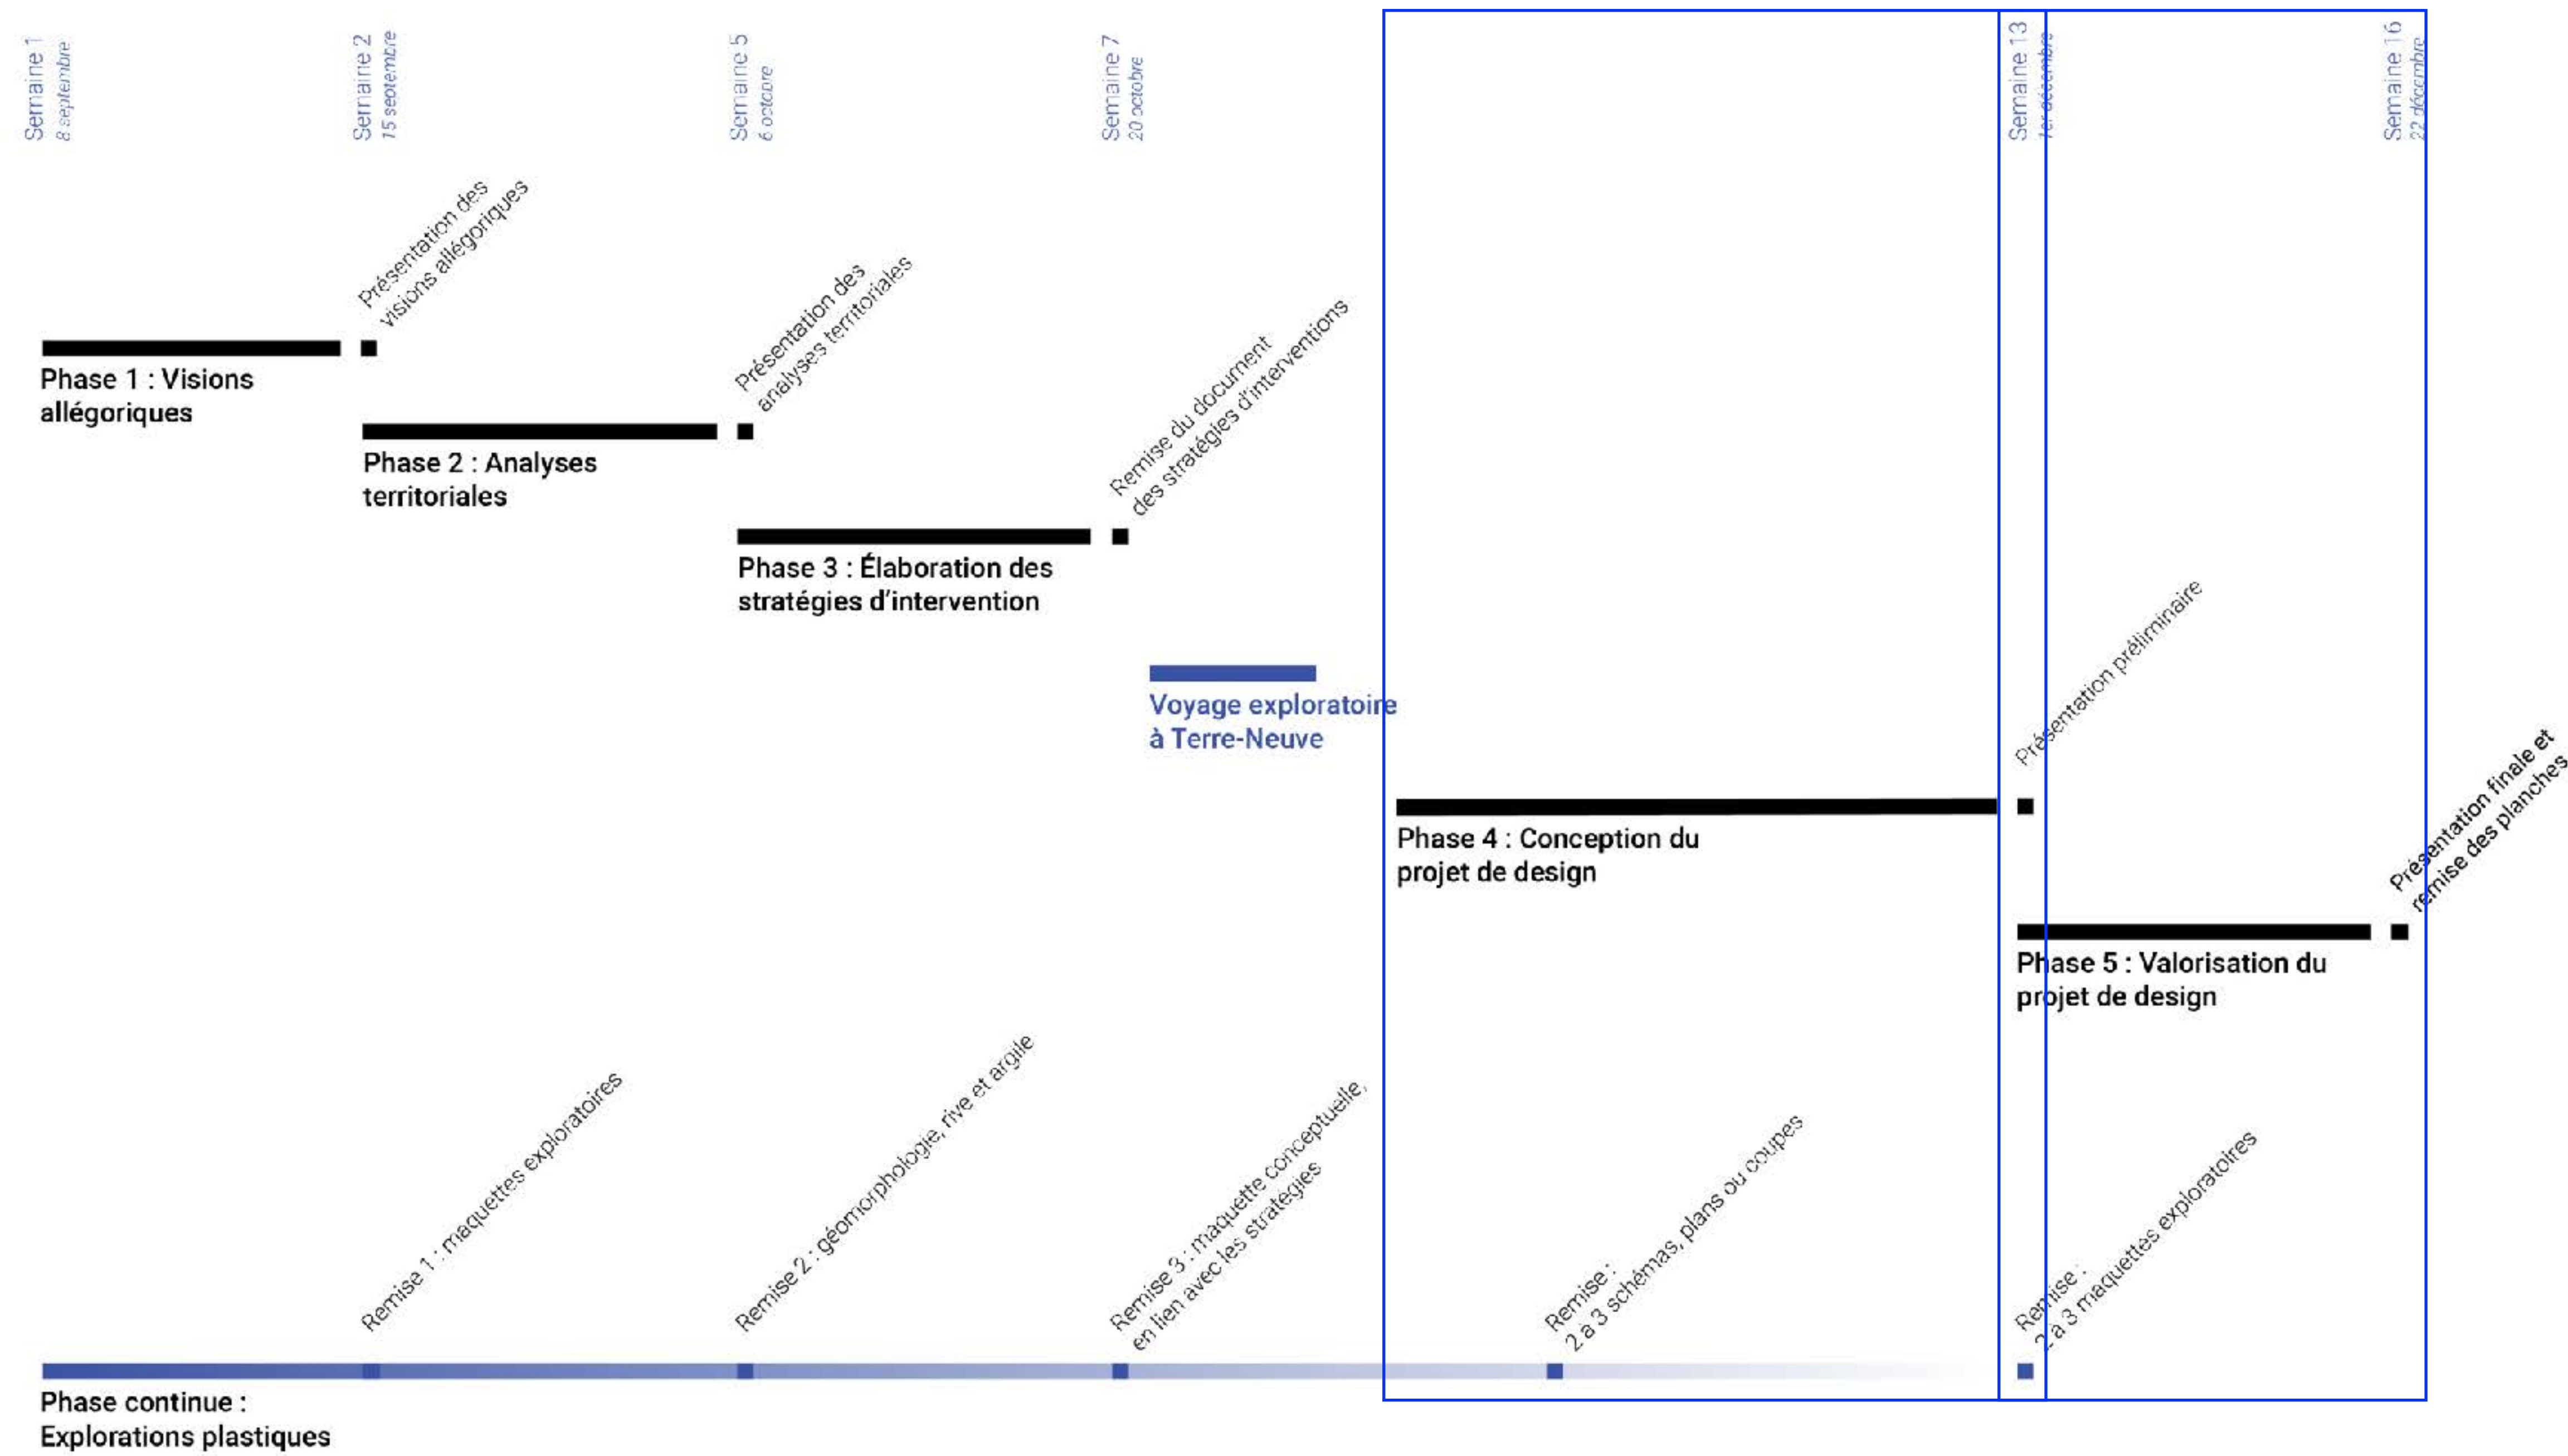 Semaine 1
8 septembre
Semaine 2
15 septembre
Semaine 5
6 octobre
Semaine 7
20 octobre
Semaine 13
1er décembre
Semaine 16
22 décembre
Présentation des
visions allégoriques
Phase 1 : Visions
allégoriques
Présentation des
analyses territoriales
Phase 2 : Analyses
territoriales
Remise du document
des stratégies d'interventions
Phase 3 : Élaboration des
stratégies d'intervention
Voyage exploratoire
à Terre-Neuve
Présentation préliminaire
Phase 4 : Conception du
projet de design
Présentation finale et
remise des planches
Phase 5 : Valorisation du
projet de design
Remise 1 : maquettes exploratoires
Remise 2 : géomorphologie, rive et argile
Remise 3 : maquette conceptuelle,
en lien avec les stratégies
Remise :
2 à 3 schémas, plans ou coupes
Remise :
2 à 3 maquettes exploratoires
Phase continue :
Explorations plastiques